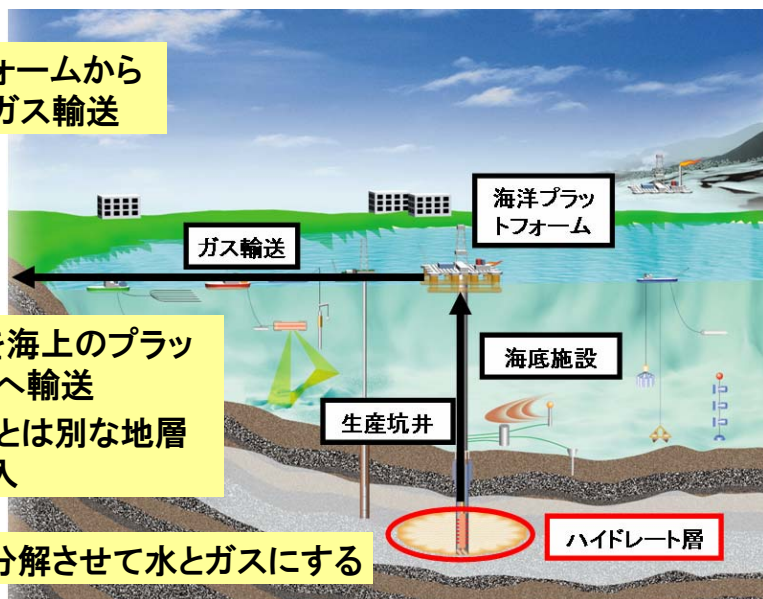 ォームから
ガス輸送
海洋プラッ
トフォーム
ガス輸送
海上のプラッ
へ輸送
海底施設
とは別な地層
入
生産坑井
ハイドレート層
分解させて水とガスにする